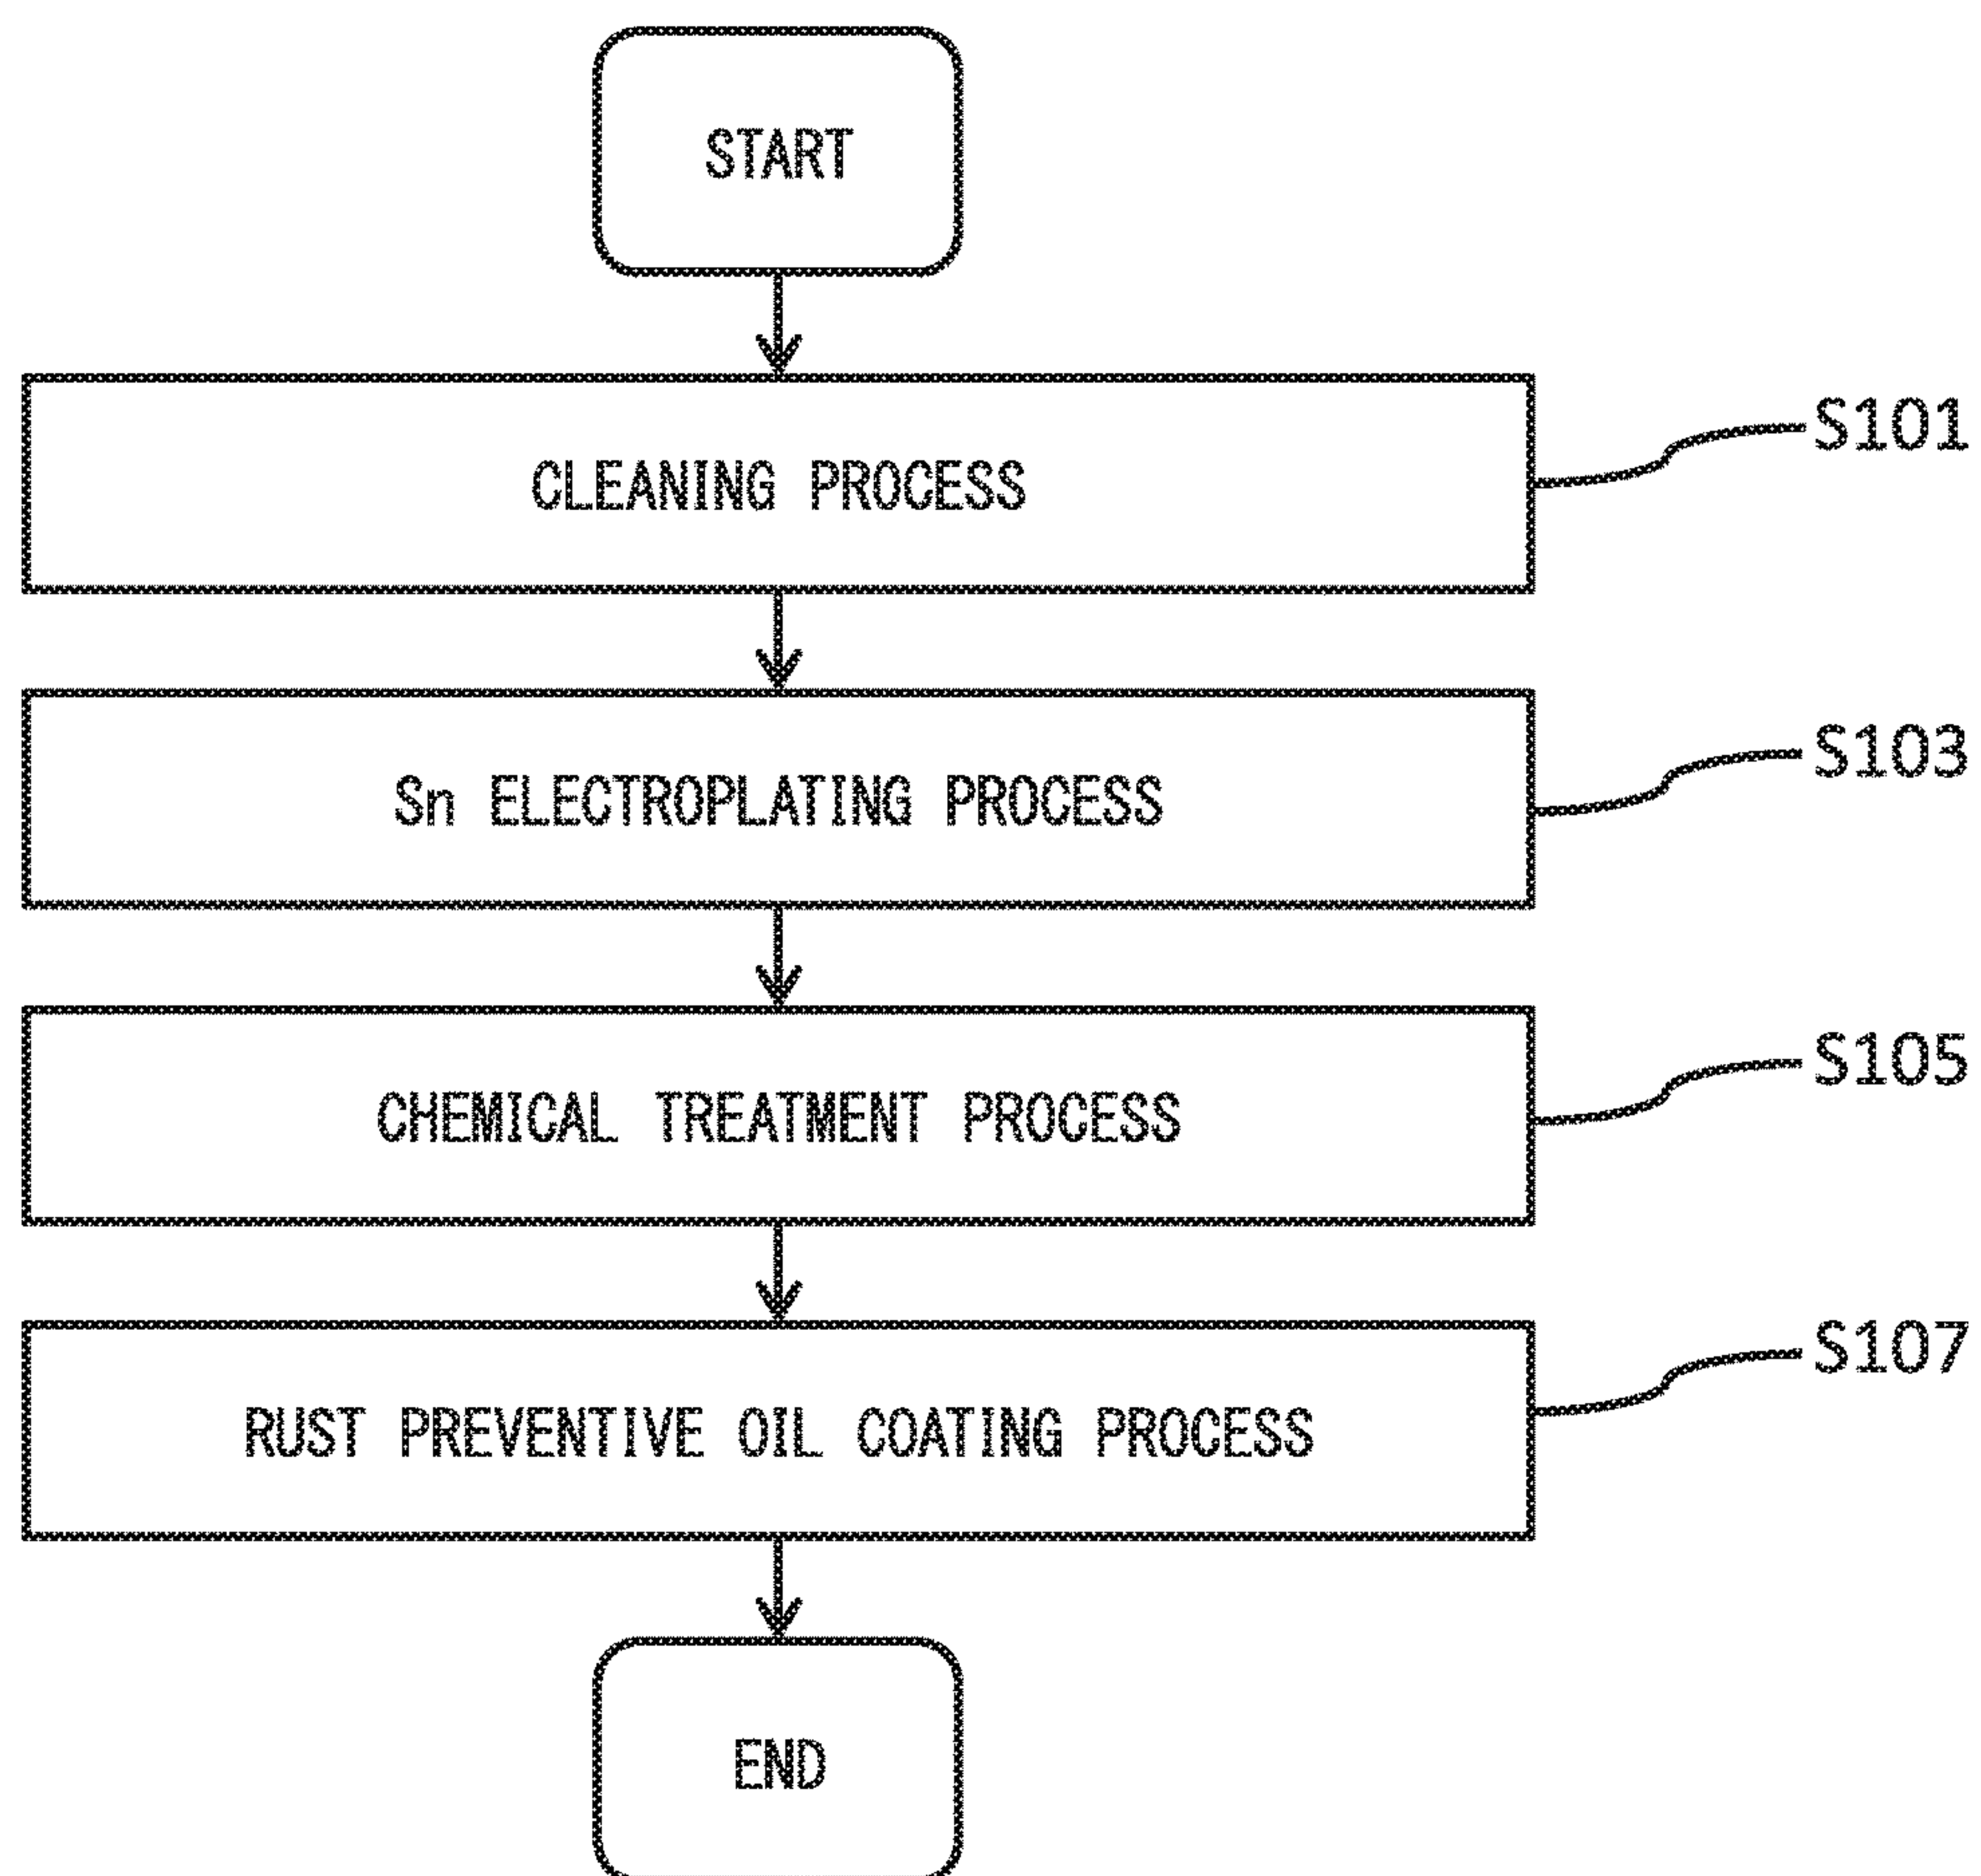 START
CLEANING PROCESS
S101
Sn ELECTROPLATING PROCESS
S103
CHEMICAL TREATMENT PROCESS
S105
RUST PREVENTIVE OIL COATING PROCESS
S107
END